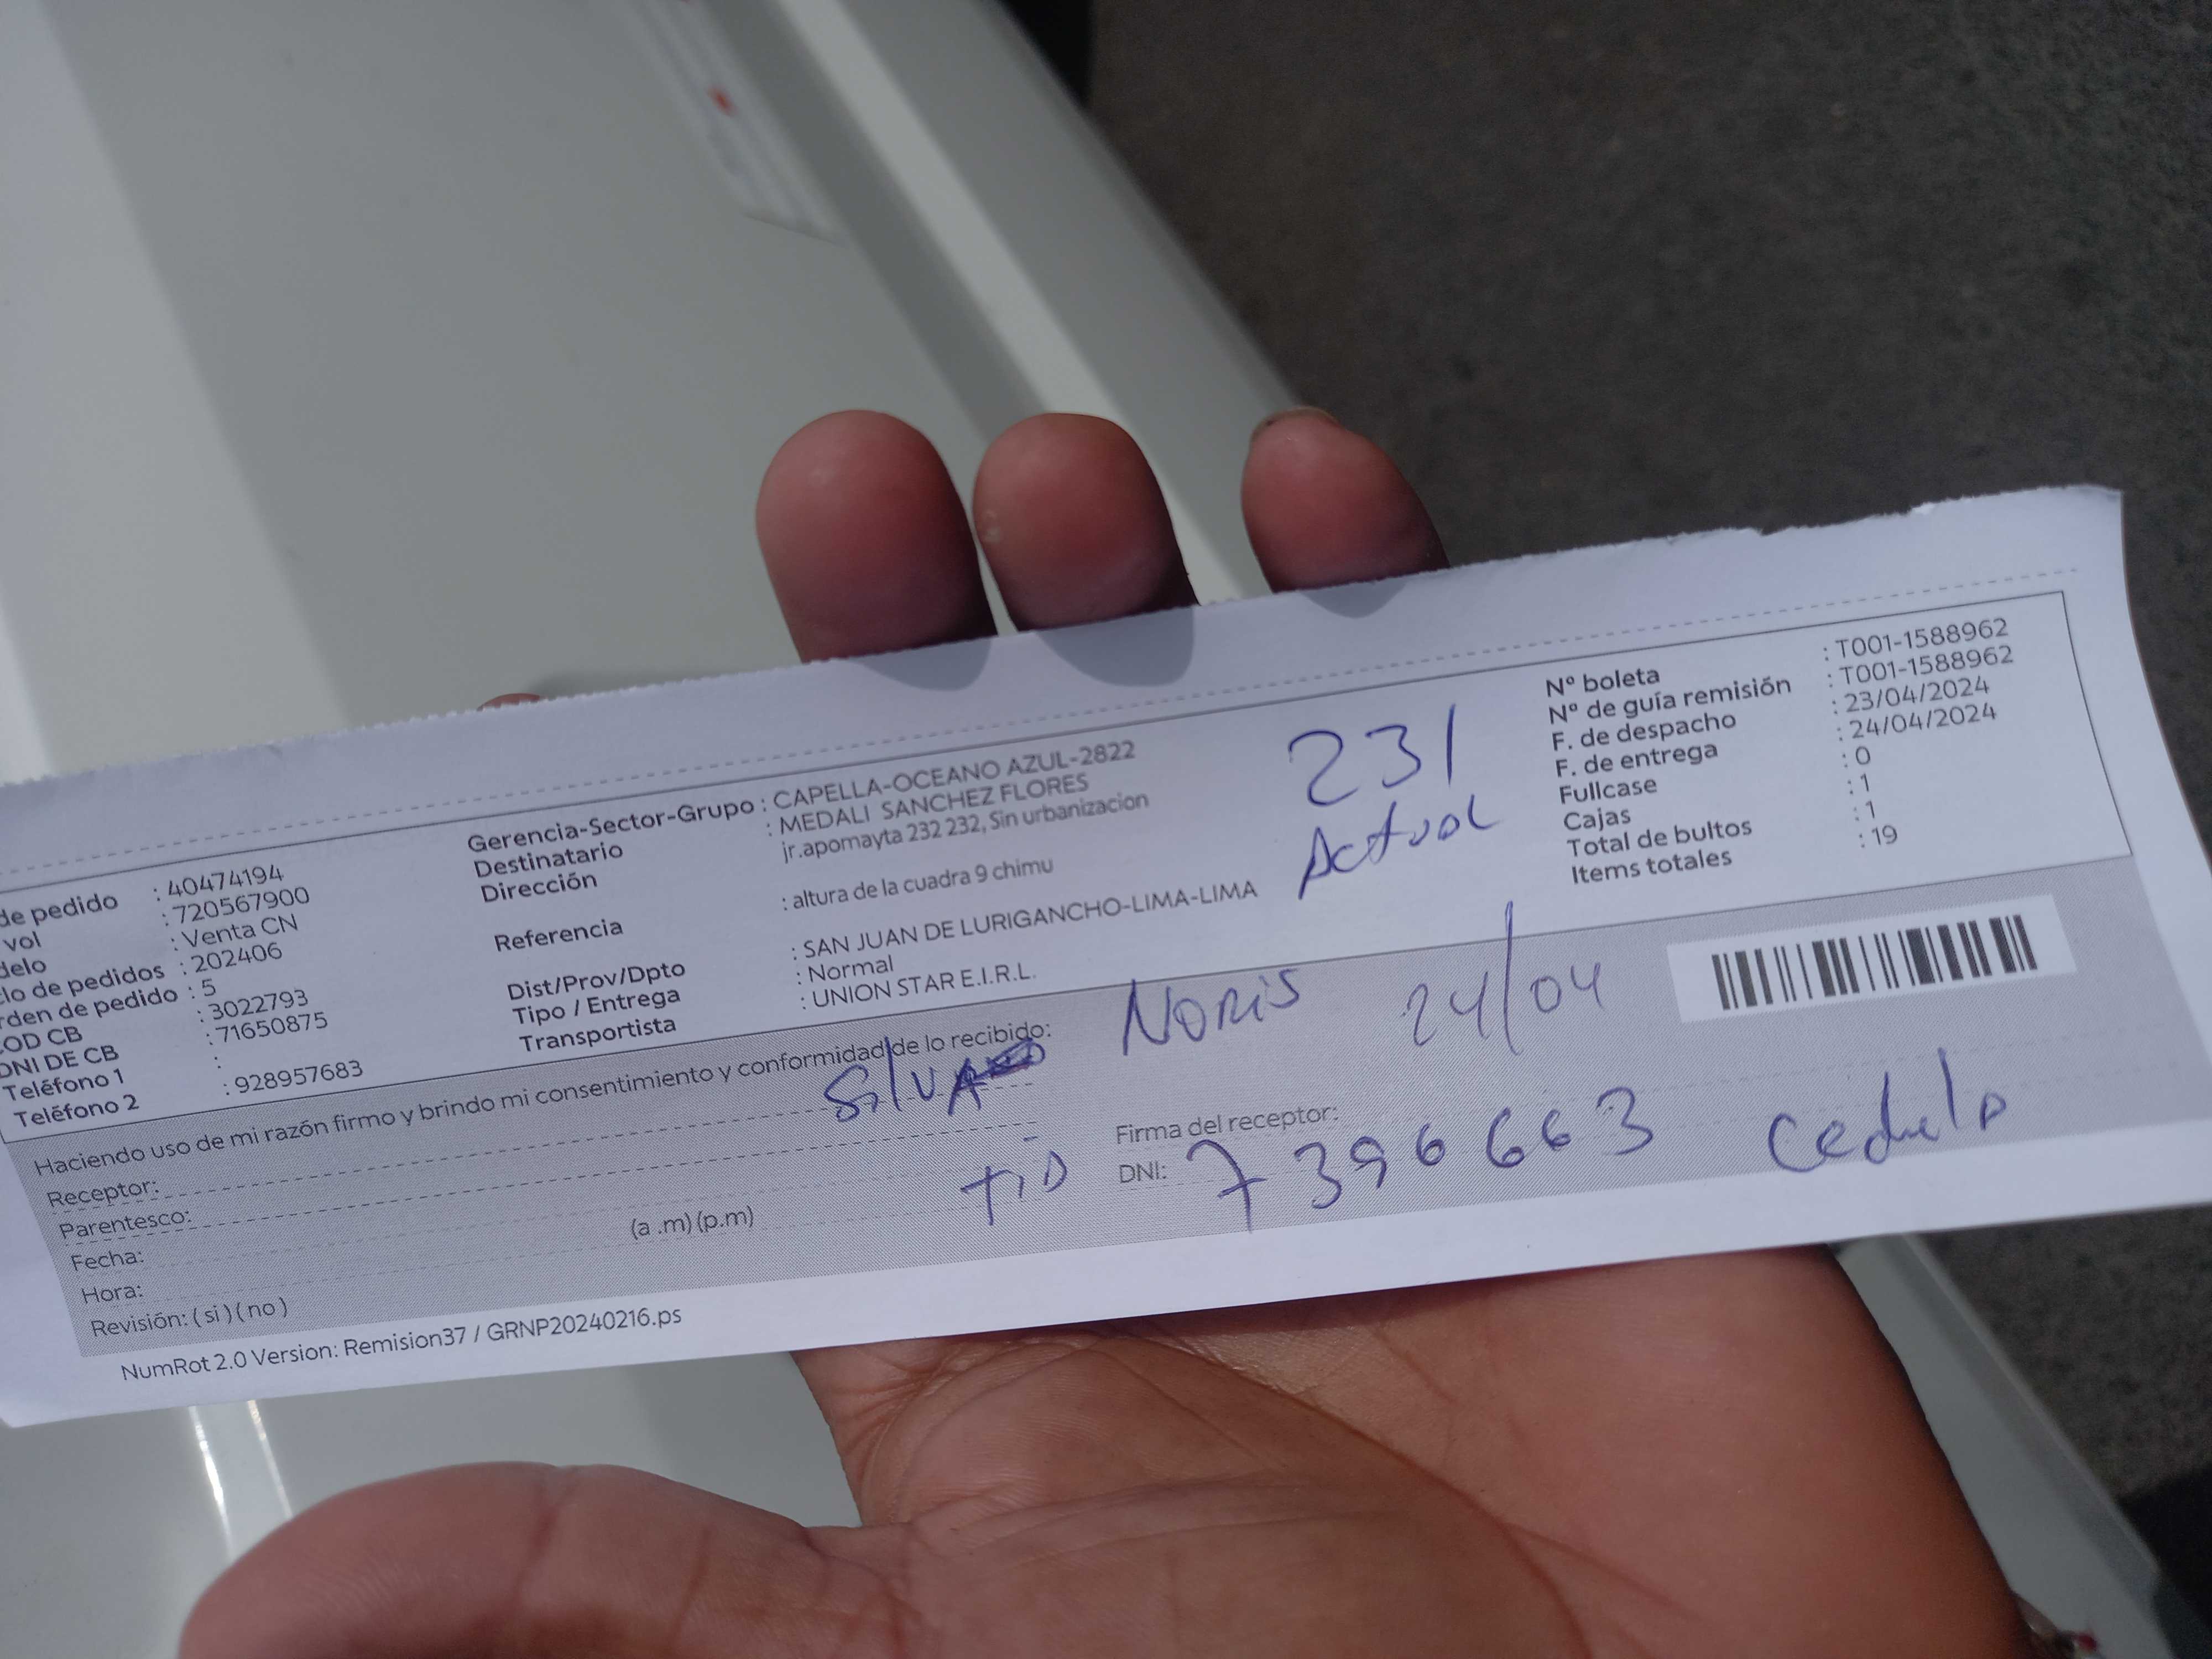 de pedido : 40474194
vol : 720567900
delo : Venta CN
clo de pedidos : 202406
rden de pedido : 5
COD CB : 3022793
DNI DE CB : 71650875
Teléfono 1 :
Teléfono 2 : 928957683
Gerencia-Sector-Grupo : CAPELLA-OCEANO AZUL-2822
Destinatario : MEDALI SANCHEZ FLORES
Dirección jr.apomayta 232 232, Sin urbanizacion
Referencia : altura de la cuadra 9 chimu
Dist/Prov/Dpto : SAN JUAN DE LURIGANCHO-LIMA-LIMA
Tipo / Entrega : Normal
Transportista : UNION STAR E.I.R.L.
231
Actual
Nº boleta : T001-1588962
Nº de guía remisión : T001-1588962
F. de despacho : 23/04/2024
F. de entrega : 24/04/2024
Fullcase : 0
Cajas : 1
Total de bultos : 1
Items totales : 19
Haciendo uso de mi razón firmo y brindo mi consentimiento y conformidad de lo recibido:
Noris 24/04
Receptor: Silva
Parentesco: Tio
Fecha:
Hora: (a .m) (p.m)
Revisión: ( si ) ( no )
Firma del receptor:
DNI: 7396663 Cedula
NumRot 2.0 Version: Remision37 / GRNP20240216.ps